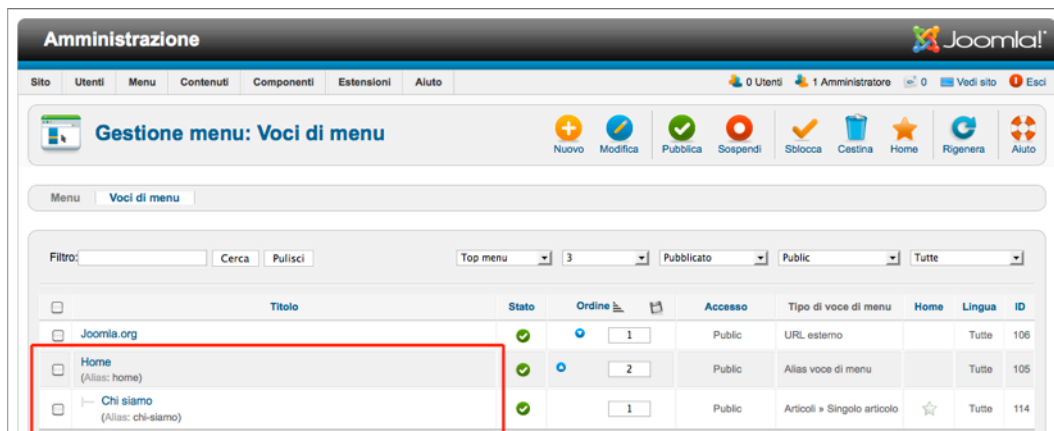 Amministrazione Joomla!
Sito Utenti Menu Contenuti Componenti Estensioni Aiuto 0 Utenti 1 Amministratore 0 Vedi sito Esci
Gestione menu: Voci di menu Nuovo Modifica Pubblica Sospendi Sblocca Cestina Home Rigenera Aiuto
Menu Voci di menu
Filtro: Cerca Pulisci Top menu 3 Pubblicato Public Tutte
Titolo Stato Ordine Accesso Tipo di voce di menu Home Lingua ID
Joomla.org 1 Public URL esterno Tutte 106
Home
(Alias: home) 2 Public Alias voce di menu Tutte 105
Chi siamo
(Alias: chi-siamo) 1 Public Articoli » Singolo articolo Tutte 114